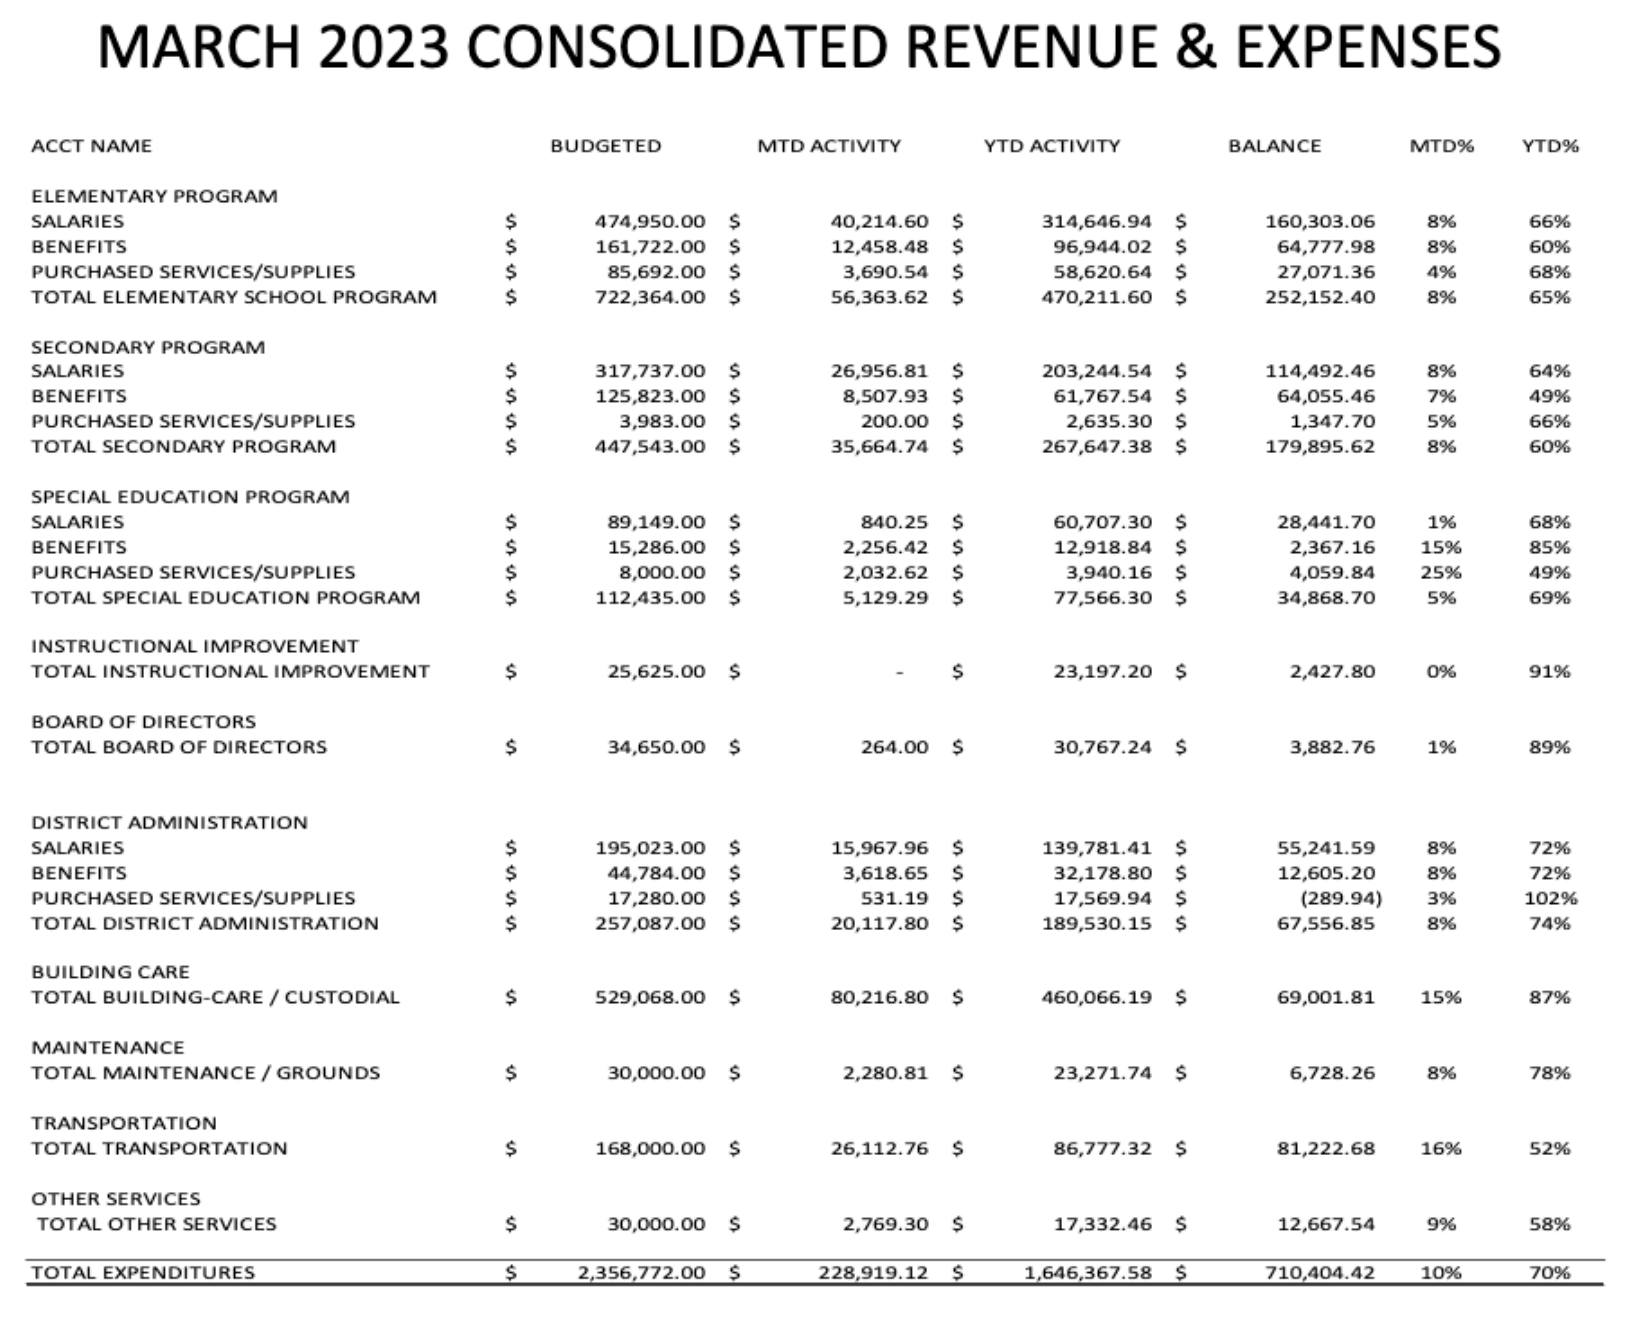 MARCH 2023 CONSOLIDATED REVENUE & EXPENSES
ACCT NAME BUDGETED MTD ACTIVITY YTD ACTIVITY BALANCE MTD% YTD%
ELEMENTARY PROGRAM
SALARIES $ 474,950.00 $ 40,214.60 $ 314,646.94 $ 160,303.06 8% 66%
BENEFITS $ 161,722.00 $ 12,458.48 $ 96,944.02 $ 64,777.98 8% 60%
PURCHASED SERVICES/SUPPLIES $ 85,692.00 $ 3,690.54 $ 58,620.64 $ 27,071.36 4% 68%
TOTAL ELEMENTARY SCHOOL PROGRAM $ 722,364.00 $ 56,363.62 $ 470,211.60 $ 252,152.40 8% 65%
SECONDARY PROGRAM
SALARIES $ 317,737.00 $ 26,956.81 $ 203,244.54 $ 114,492.46 8% 64%
BENEFITS $ 125,823.00 $ 8,507.93 $ 61,767.54 $ 64,055.46 7% 49%
PURCHASED SERVICES/SUPPLIES $ 3,983.00 $ 200.00 $ 2,635.30 $ 1,347.70 5% 66%
TOTAL SECONDARY PROGRAM $ 447,543.00 $ 35,664.74 $ 267,647.38 $ 179,895.62 8% 60%
SPECIAL EDUCATION PROGRAM
SALARIES $ 89,149.00 $ 840.25 $ 60,707.30 $ 28,441.70 1% 68%
BENEFITS $ 15,286.00 $ 2,256.42 $ 12,918.84 $ 2,367.16 15% 85%
PURCHASED SERVICES/SUPPLIES $ 8,000.00 $ 2,032.62 $ 3,940.16 $ 4,059.84 25% 49%
TOTAL SPECIAL EDUCATION PROGRAM $ 112,435.00 $ 5,129.29 $ 77,566.30 $ 34,868.70 5% 69%
INSTRUCTIONAL IMPROVEMENT
TOTAL INSTRUCTIONAL IMPROVEMENT $ 25,625.00 $ - $ 23,197.20 $ 2,427.80 0% 91%
BOARD OF DIRECTORS
TOTAL BOARD OF DIRECTORS $ 34,650.00 $ 264.00 $ 30,767.24 $ 3,882.76 1% 89%
DISTRICT ADMINISTRATION
SALARIES $ 195,023.00 $ 15,967.96 $ 139,781.41 $ 55,241.59 8% 72%
BENEFITS $ 44,784.00 $ 3,618.65 $ 32,178.80 $ 12,605.20 8% 72%
PURCHASED SERVICES/SUPPLIES $ 17,280.00 $ 531.19 $ 17,569.94 $ (289.94) 3% 102%
TOTAL DISTRICT ADMINISTRATION $ 257,087.00 $ 20,117.80 $ 189,530.15 $ 67,556.85 8% 74%
BUILDING CARE
TOTAL BUILDING-CARE / CUSTODIAL $ 529,068.00 $ 80,216.80 $ 460,066.19 $ 69,001.81 15% 87%
MAINTENANCE
TOTAL MAINTENANCE / GROUNDS $ 30,000.00 $ 2,280.81 $ 23,271.74 $ 6,728.26 8% 78%
TRANSPORTATION
TOTAL TRANSPORTATION $ 168,000.00 $ 26,112.76 $ 86,777.32 $ 81,222.68 16% 52%
OTHER SERVICES
TOTAL OTHER SERVICES $ 30,000.00 $ 2,769.30 $ 17,332.46 $ 12,667.54 9% 58%
TOTAL EXPENDITURES $ 2,356,772.00 $ 228,919.12 $ 1,646,367.58 $ 710,404.42 10% 70%